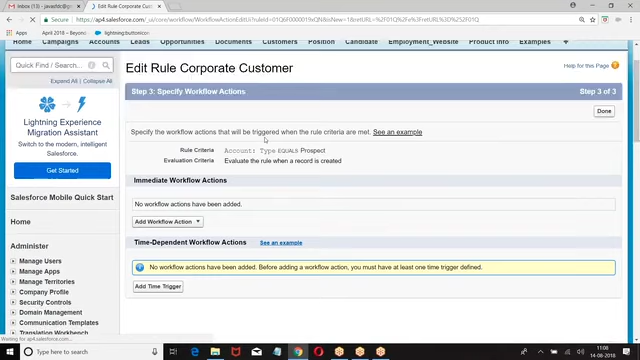 Inbox (41) - javasfdc@g
Edit Rule Corporate Cust
https://ap4.salesforce.com/_ui/core/workflow/WorkflowActionEditUi?ruleId=01Q6F0000019xQN&isNew=1&retURL=%2F01Q%
April 2018 – Beyond
lightning:buttonIcon
Home Campaigns Accounts Leads Opportunities Documents Customers Position Candidate Employment_Website Product Info Examples +
Quick Find / Search...
Expand All | Collapse All
Lightning Experience
Migration Assistant
Switch to the modern, intelligent
Salesforce.
Get Started
Salesforce Mobile Quick Start
Home
Administer
Manage Users
Manage Apps
Manage Territories
Company Profile
Security Controls
Domain Management
Communication Templates
Translation Workbench
Edit Rule Corporate Customer
Help for this Page
Step 3: Specify Workflow Actions
Step 3 of 3
Done
Specify the workflow actions that will be triggered when the rule criteria are met. See an example
Rule Criteria Account: Type EQUALS Prospect
Evaluation Criteria Evaluate the rule when a record is created
Immediate Workflow Actions
No workflow actions have been added.
Add Workflow Action
Time-Dependent Workflow Actions See an example
No workflow actions have been added. Before adding a workflow action, you must have at least one time trigger defined.
Add Time Trigger
Waiting for ap4.salesforce.com...
Type here to search
11:08
14-08-2018